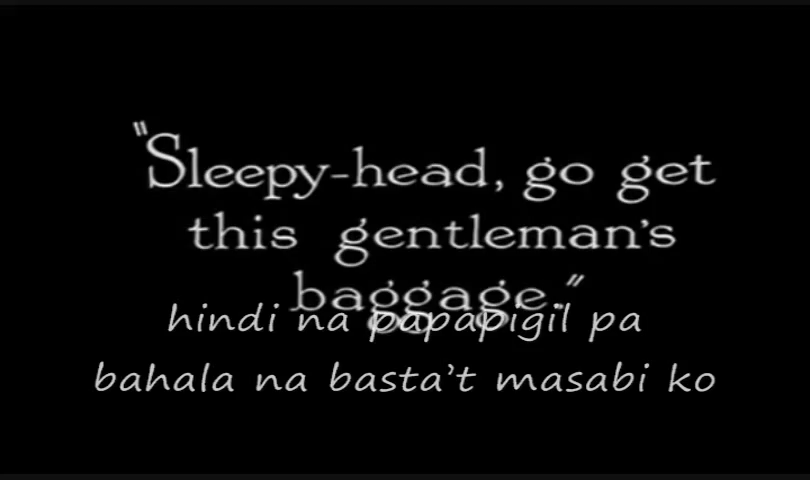 "Sleepy-head, go get
this gentleman's
baggage."
hindi na papapigil pa
bahala na basta't masabi ko